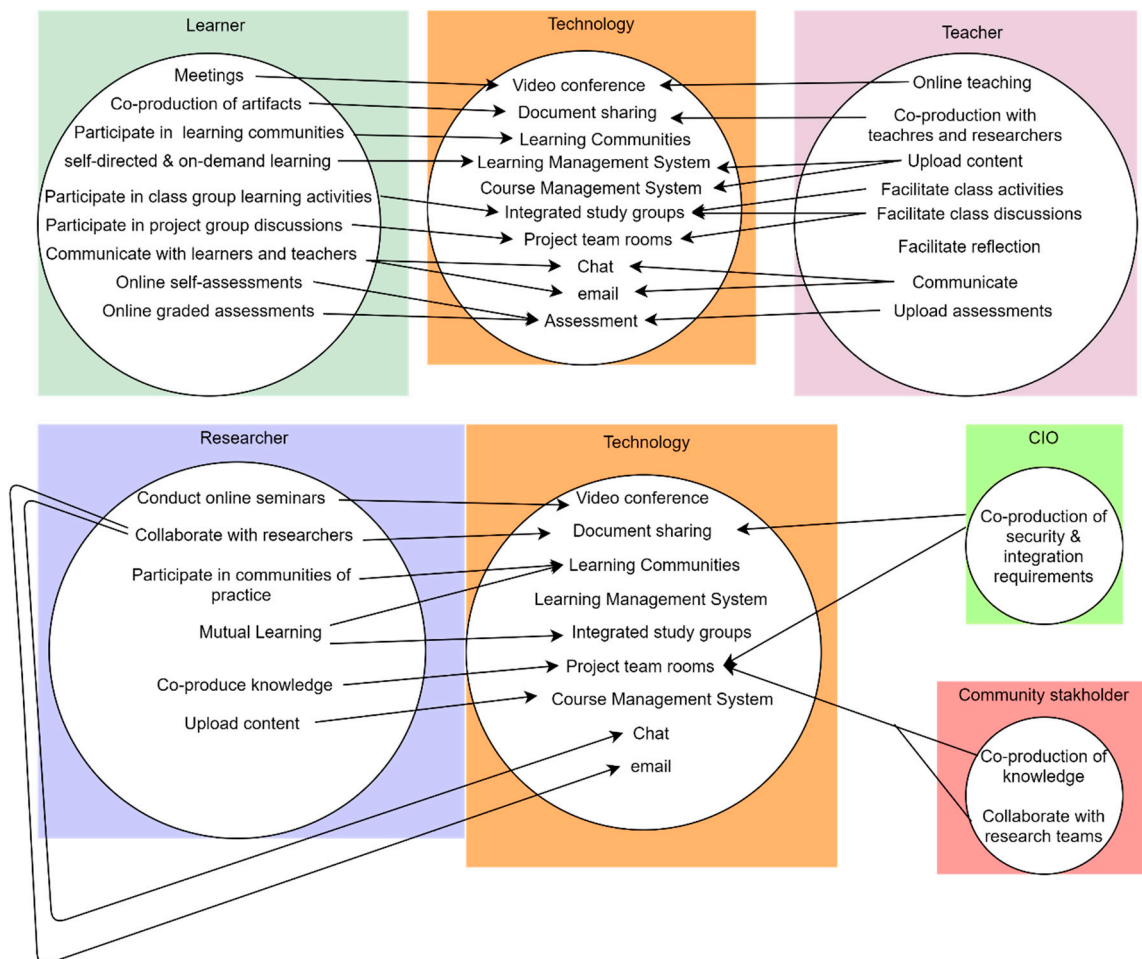 Learner
Meetings
Co-production of artifacts
Participate in learning communities
self-directed & on-demand learning
Participate in class group learning activities
Participate in project group discussions
Communicate with learners and teachers
Online self-assessments
Online graded assessments
Technology
Video conference
Document sharing
Learning Communities
Learning Management System
Course Management System
Integrated study groups
Project team rooms
Chat
email
Assessment
Teacher
Online teaching
Co-production with
teachres and researchers
Upload content
Facilitate class activities
Facilitate class discussions
Facilitate reflection
Communicate
Upload assessments
Researcher
Conduct online seminars
Collaborate with researchers
Participate in communities of
practice
Mutual Learning
Co-produce knowledge
Upload content
Technology
Video conference
Document sharing
Learning Communities
Learning Management System
Integrated study groups
Project team rooms
Course Management System
Chat
email
CIO
Co-production of
security &
integration
requirements
Community stakholder
Co-production of
knowledge
Collaborate with
research teams